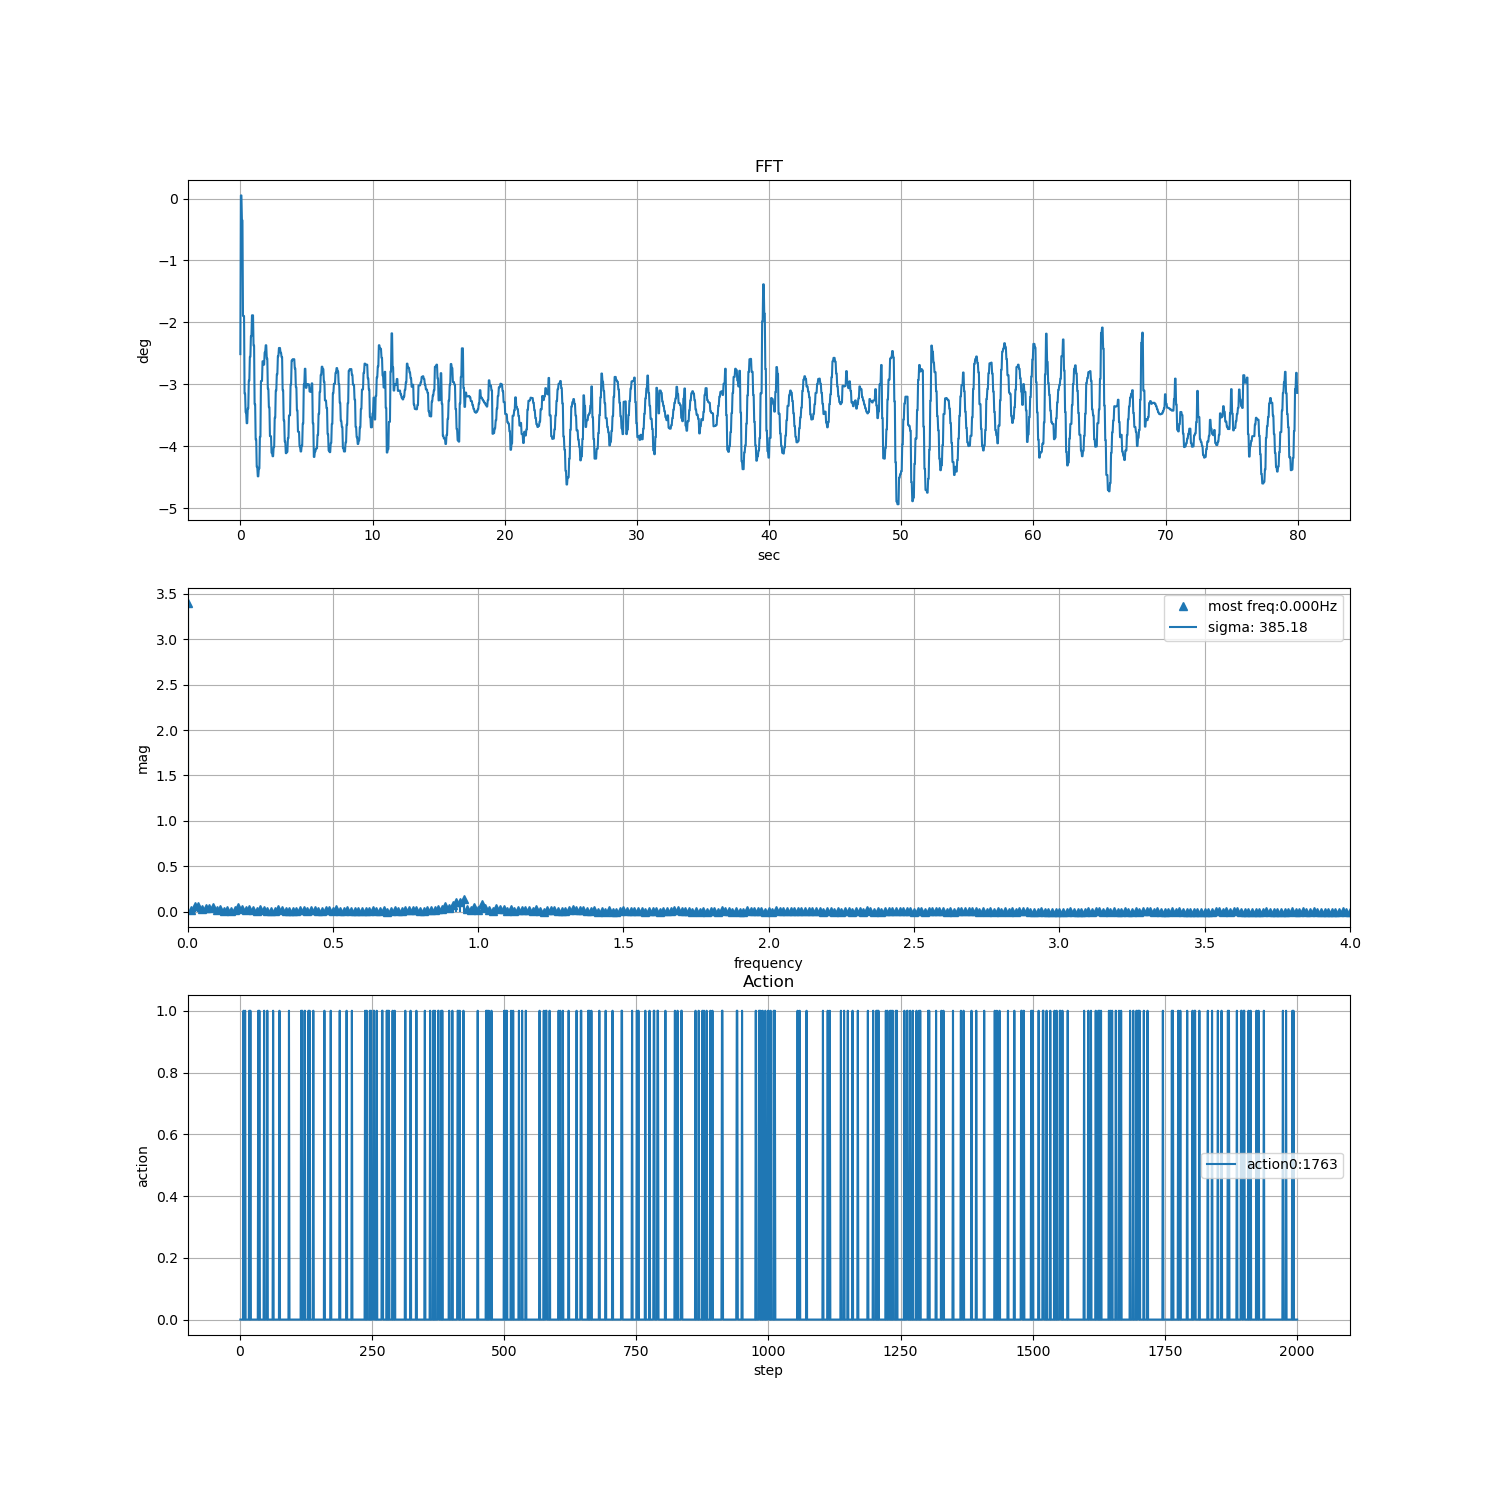 FFT
0
−1
−2
−3
−4
−5
deg
0 10 20 30 40 50 60 70 80
sec
3.5
3.0
2.5
2.0
1.5
1.0
0.5
0.0
mag
most freq:0.000Hz
sigma: 385.18
0.0 0.5 1.0 1.5 2.0 2.5 3.0 3.5 4.0
frequency
Action
1.0
0.8
0.6
0.4
0.2
0.0
action
action0:1763
0 250 500 750 1000 1250 1500 1750 2000
step